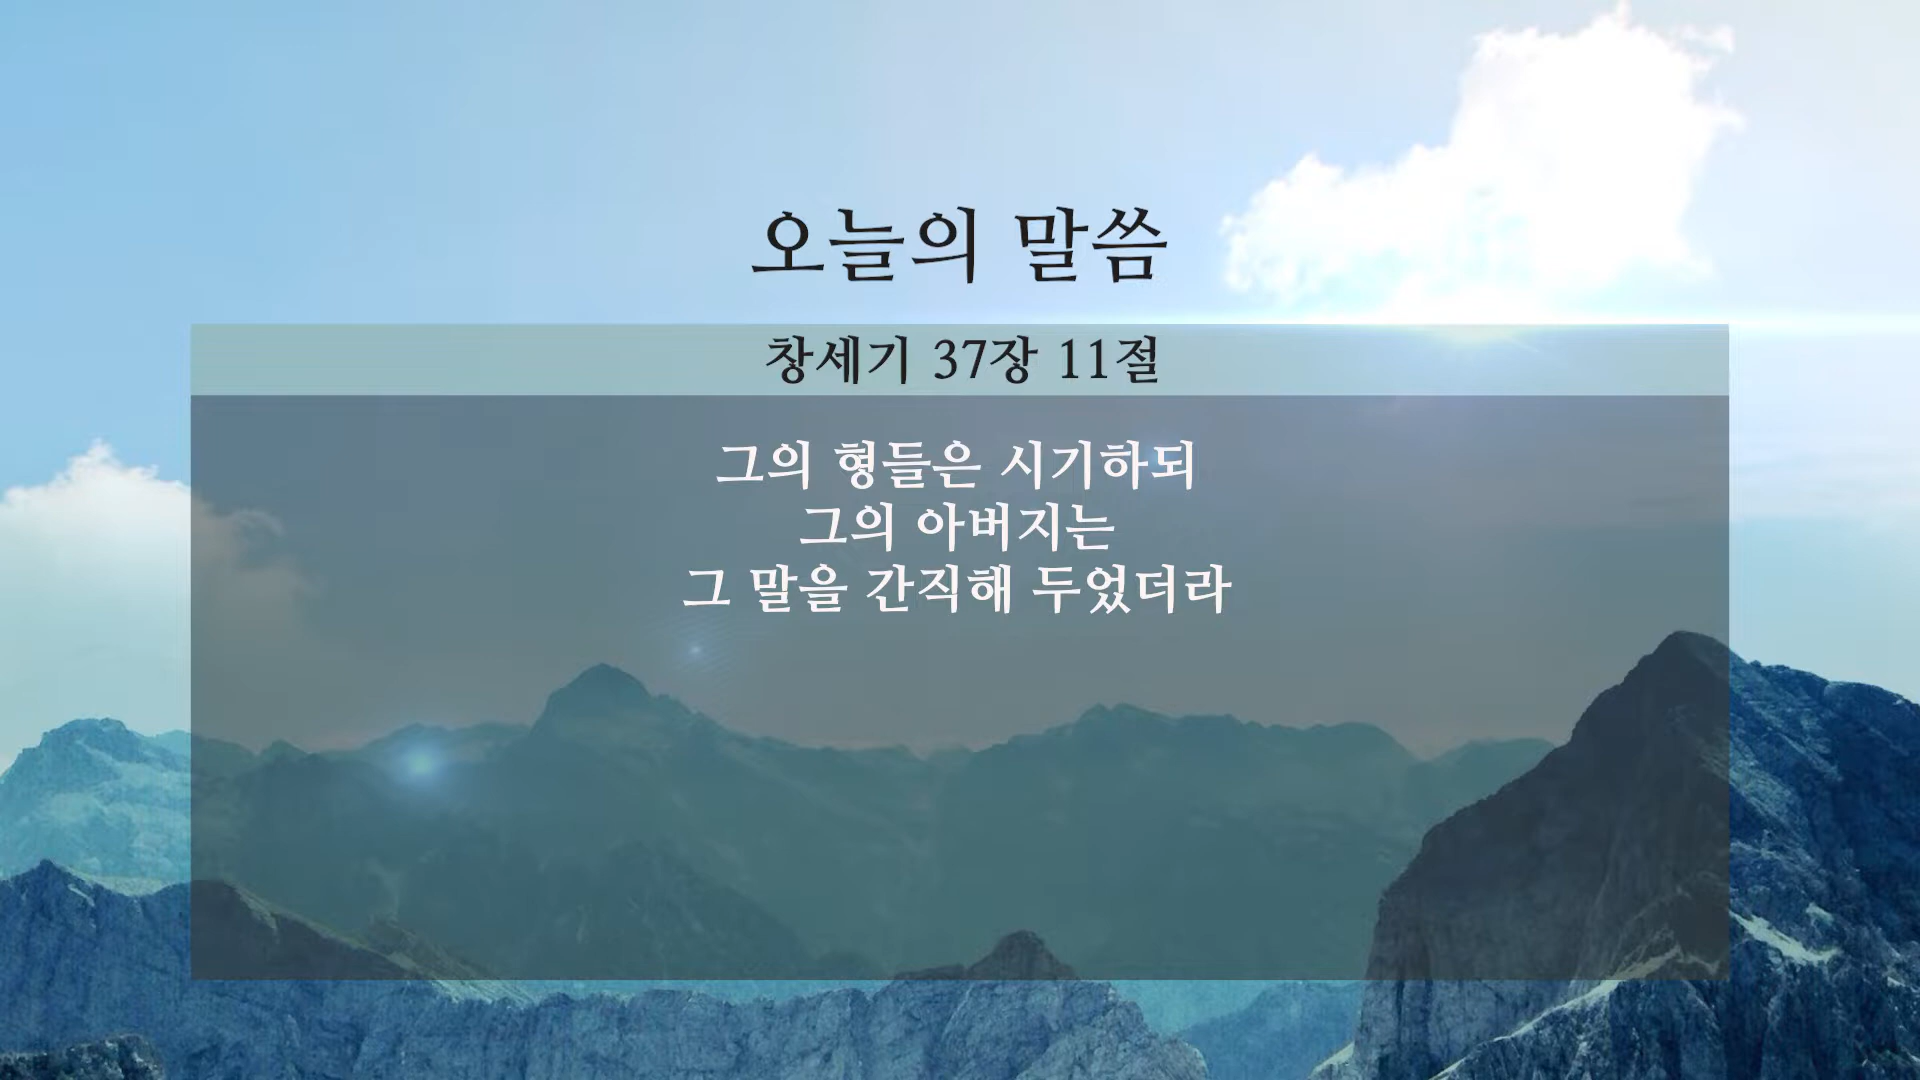 오늘의 말씀
창세기 37장 11절
그의 형들은 시기하되
그의 아버지는
그 말을 간직해 두었더라